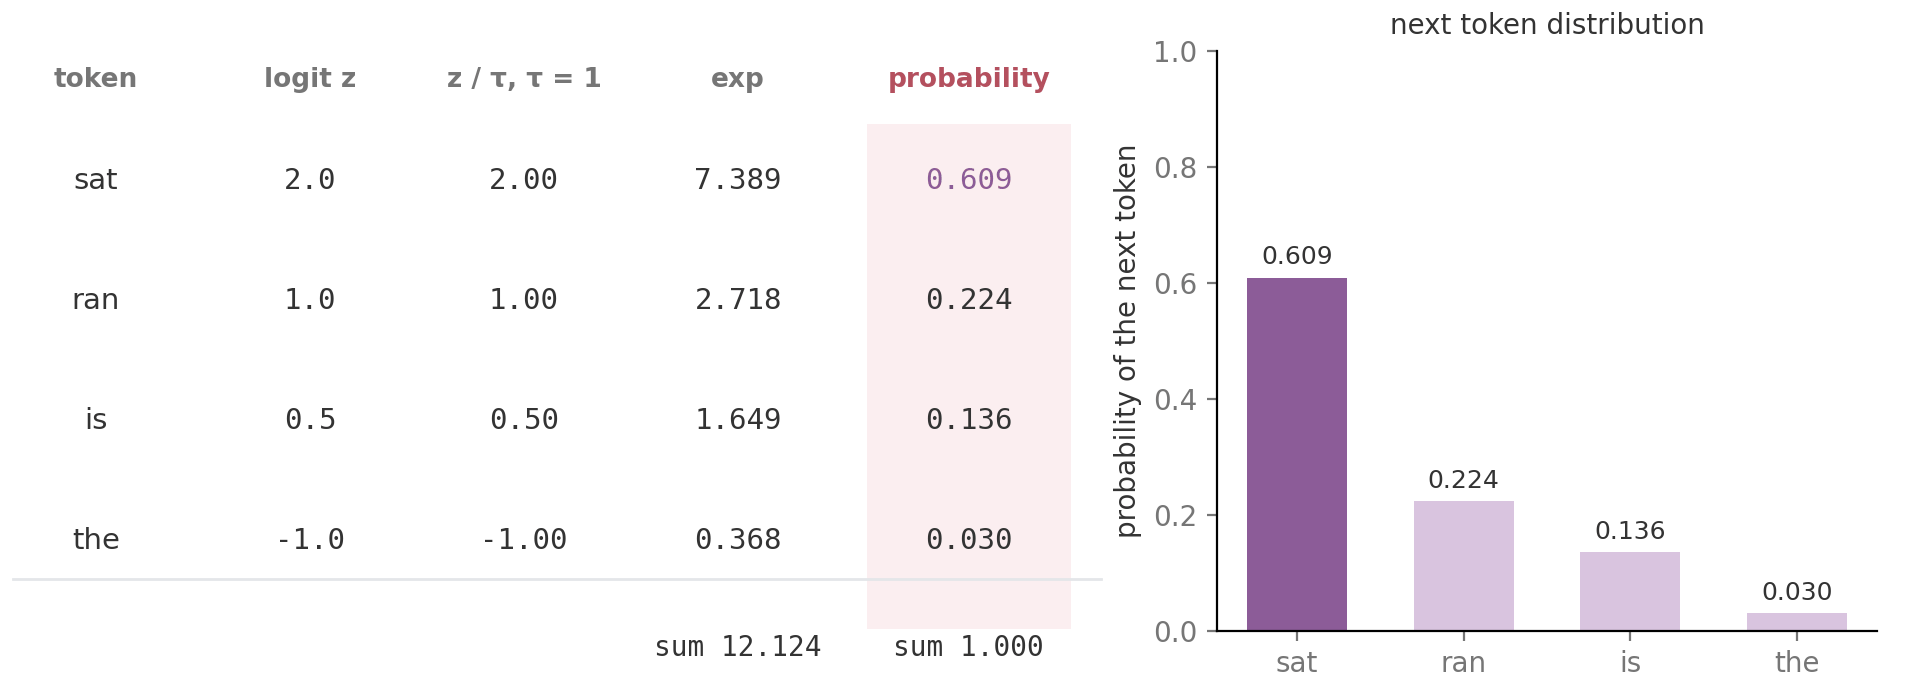 token logit z z / τ, τ = 1 exp probability
sat 2.0 2.00 7.389 0.609
ran 1.0 1.00 2.718 0.224
is 0.5 0.50 1.649 0.136
the -1.0 -1.00 0.368 0.030
sum 12.124 sum 1.000
next token distribution
probability of the next token
1.0
0.8
0.6
0.4
0.2
0.0
0.609
0.224
0.136
0.030
sat ran is the